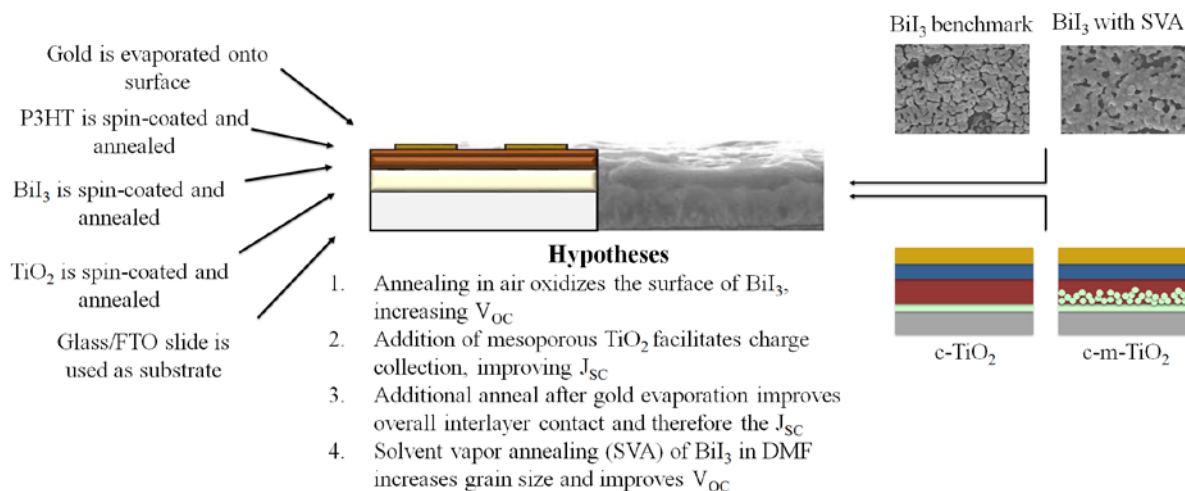 Gold is evaporated onto
surface
P3HT is spin-coated and
annealed
BiI₃ is spin-coated and
annealed
TiO₂ is spin-coated and
annealed
Glass/FTO slide is
used as substrate
Hypotheses
1. Annealing in air oxidizes the surface of BiI₃,
increasing V_OC
2. Addition of mesoporous TiO₂ facilitates charge
collection, improving J_SC
3. Additional anneal after gold evaporation improves
overall interlayer contact and therefore the J_SC
4. Solvent vapor annealing (SVA) of BiI₃ in DMF
increases grain size and improves V_OC
BiI₃ benchmark
BiI₃ with SVA
c-TiO₂
c-m-TiO₂